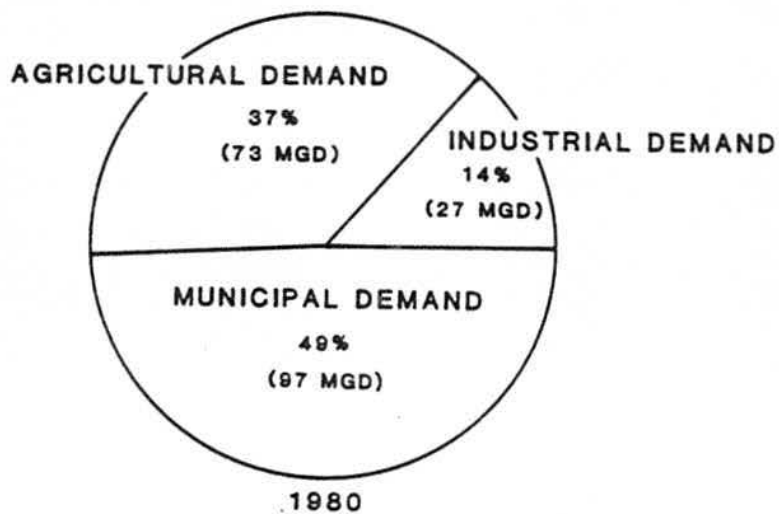 AGRICULTURAL DEMAND
37%
(73 MGD)
INDUSTRIAL DEMAND
14%
(27 MGD)
MUNICIPAL DEMAND
49%
(97 MGD)
1980